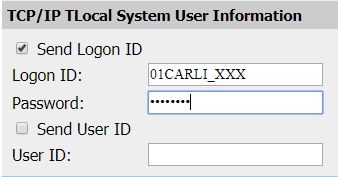 TCP/IP TLocal System User Information
Send Logon ID
Logon ID: 01CARLI_XXX
Password: ••••••••
Send User ID
User ID: